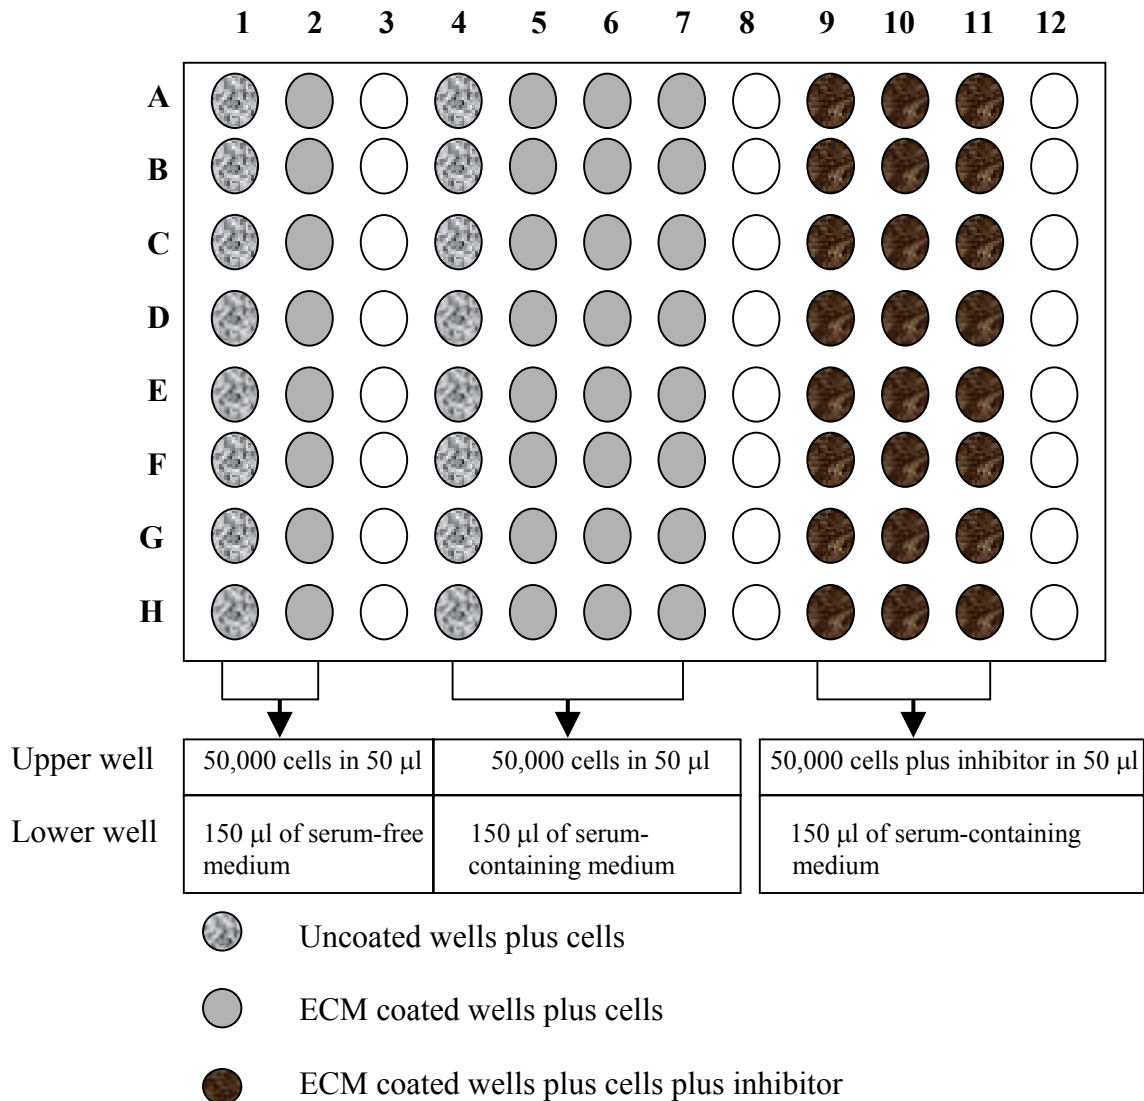 1 2 3 4 5 6 7 8 9 10 11 12
A
B
C
D
E
F
G
H
Upper well 50,000 cells in 50 μl 50,000 cells in 50 μl 50,000 cells plus inhibitor in 50 μl
Lower well 150 μl of serum-free 150 μl of serum- 150 μl of serum-containing
medium containing medium medium
Uncoated wells plus cells
ECM coated wells plus cells
ECM coated wells plus cells plus inhibitor